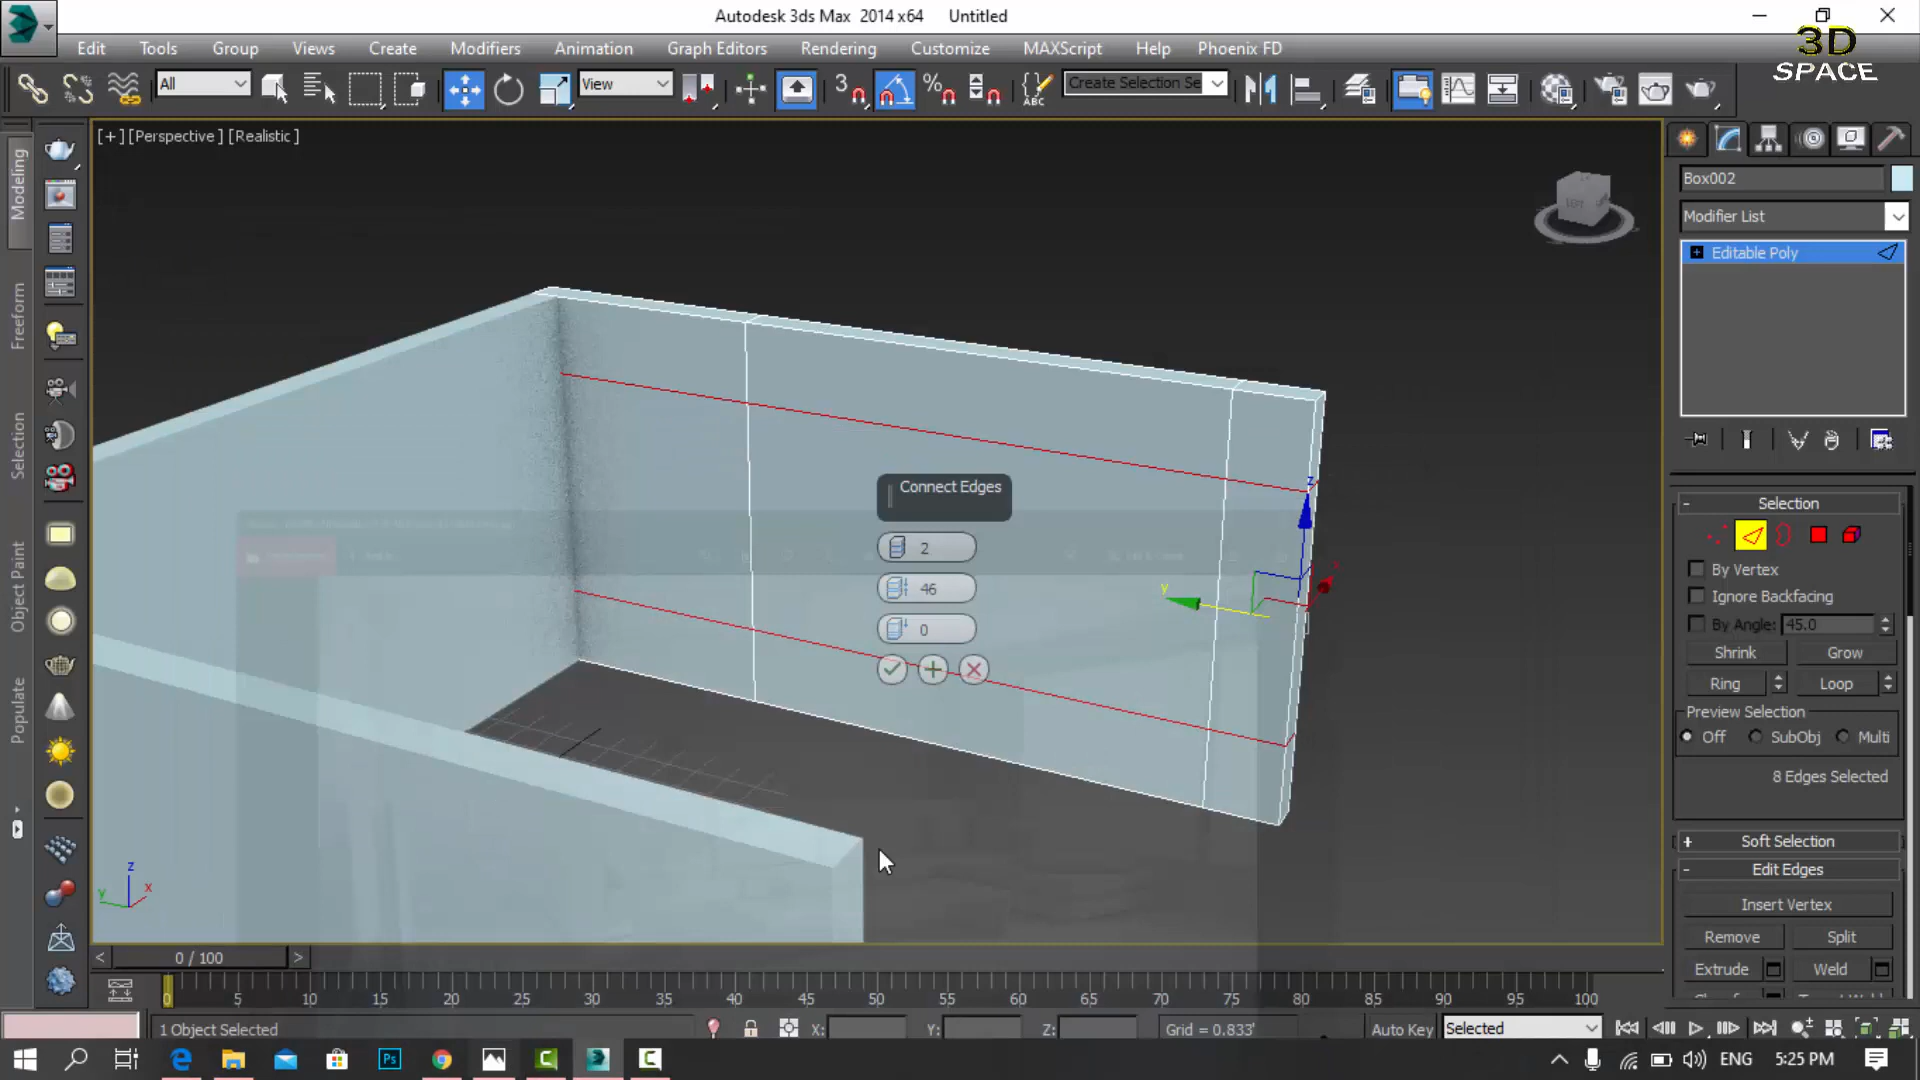 Autodesk 3ds Max 2014 x64 Untitled
3D SPACE
Edit Tools Group Views Create Modifiers Animation Graph Editors Rendering Customize MAXScript Help Phoenix FD
All View 3 % ABC Create Selection Se
[+] [Perspective] [Realistic]
Modeling
Freeform
Selection
Object Paint
Populate
Box002
Modifier List
Editable Poly
Connect Edges
2
46
0
z
y
x
z
y
x
- Selection
By Vertex
Ignore Backfacing
By Angle: 45.0
Shrink Grow
Ring Loop
Preview Selection
Off SubObj Multi
8 Edges Selected
+ Soft Selection
- Edit Edges
Insert Vertex
Remove Split
Extrude Weld
< 0 / 100 >
0 5 10 15 20 25 30 35 40 45 50 55 60 65 70 75 80 85 90 95 100
1 Object Selected X: Y: Z: Grid = 0.833' Auto Key Selected
Ps ENG 5:25 PM